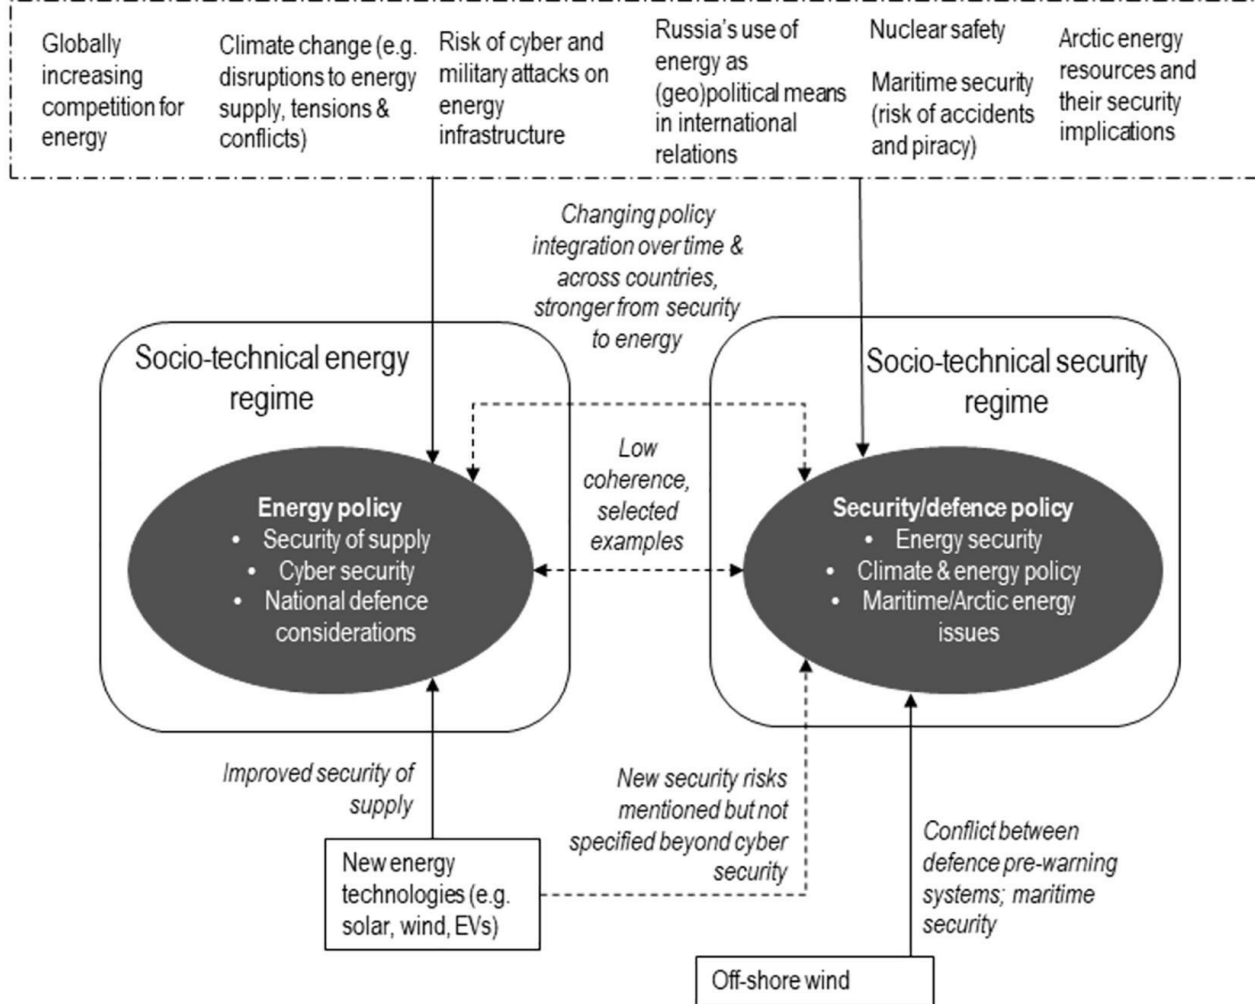 Globally
increasing
competition for
energy
Climate change (e.g.
disruptions to energy
supply, tensions &
conflicts)
Risk of cyber and
military attacks on
energy
infrastructure
Russia's use of
energy as
(geo)political means
in international
relations
Nuclear safety
Maritime security
(risk of accidents
and piracy)
Arctic energy
resources and
their security
implications
Changing policy
integration over time &
across countries,
stronger from security
to energy
Socio-technical energy
regime
Socio-technical security
regime
Low
coherence,
selected
examples
Energy policy
• Security of supply
• Cyber security
• National defence
considerations
Security/defence policy
• Energy security
• Climate & energy policy
• Maritime/Arctic energy
issues
Improved security of
supply
New security risks
mentioned but not
specified beyond cyber
security
Conflict between
defence pre-warning
systems; maritime
security
New energy
technologies (e.g.
solar, wind, EVs)
Off-shore wind